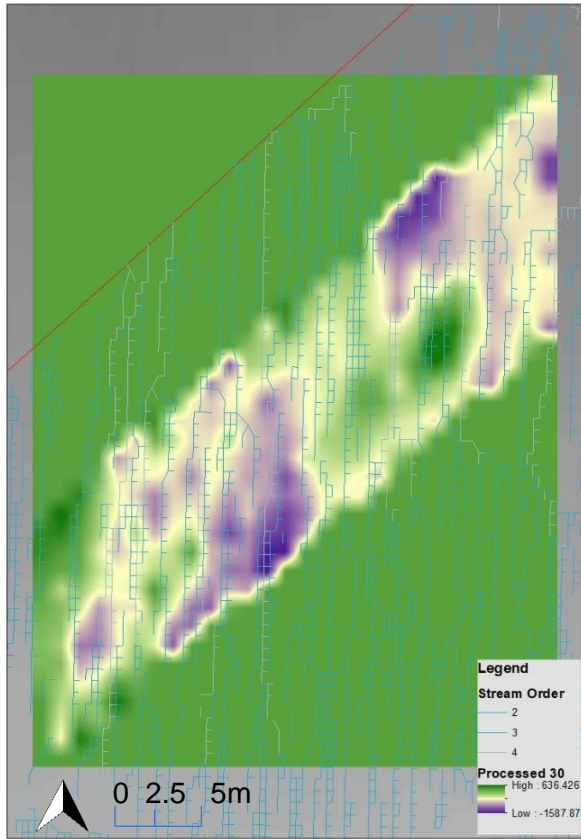 Legend
Stream Order
2
3
4
Processed 30
High : 636.426
Low : -1587.87
0 2.5 5m